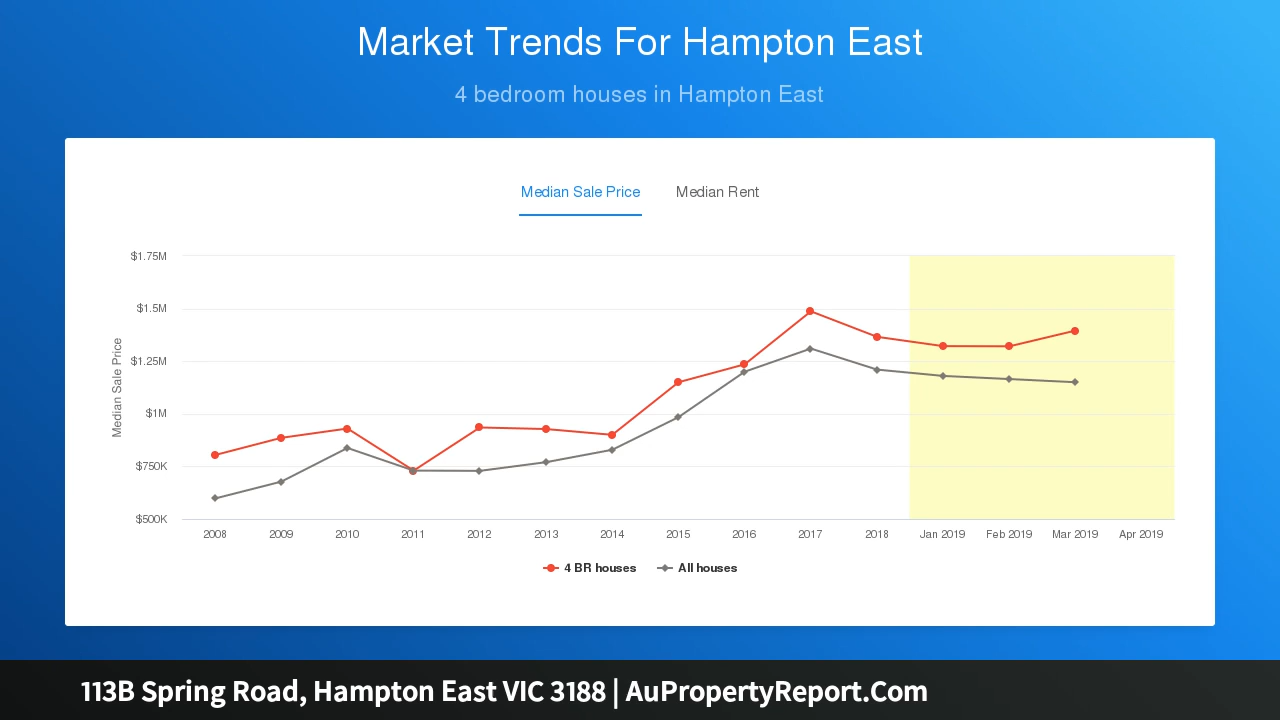 Market Trends For Hampton East
4 bedroom houses in Hampton East
Median Sale Price Median Rent
$1.75M
$1.5M
$1.25M
$1M
$750K
$500K
Median Sale Price
2008 2009 2010 2011 2012 2013 2014 2015 2016 2017 2018 Jan 2019 Feb 2019 Mar 2019 Apr 2019
4 BR houses All houses
113B Spring Road, Hampton East VIC 3188 | AuPropertyReport.Com